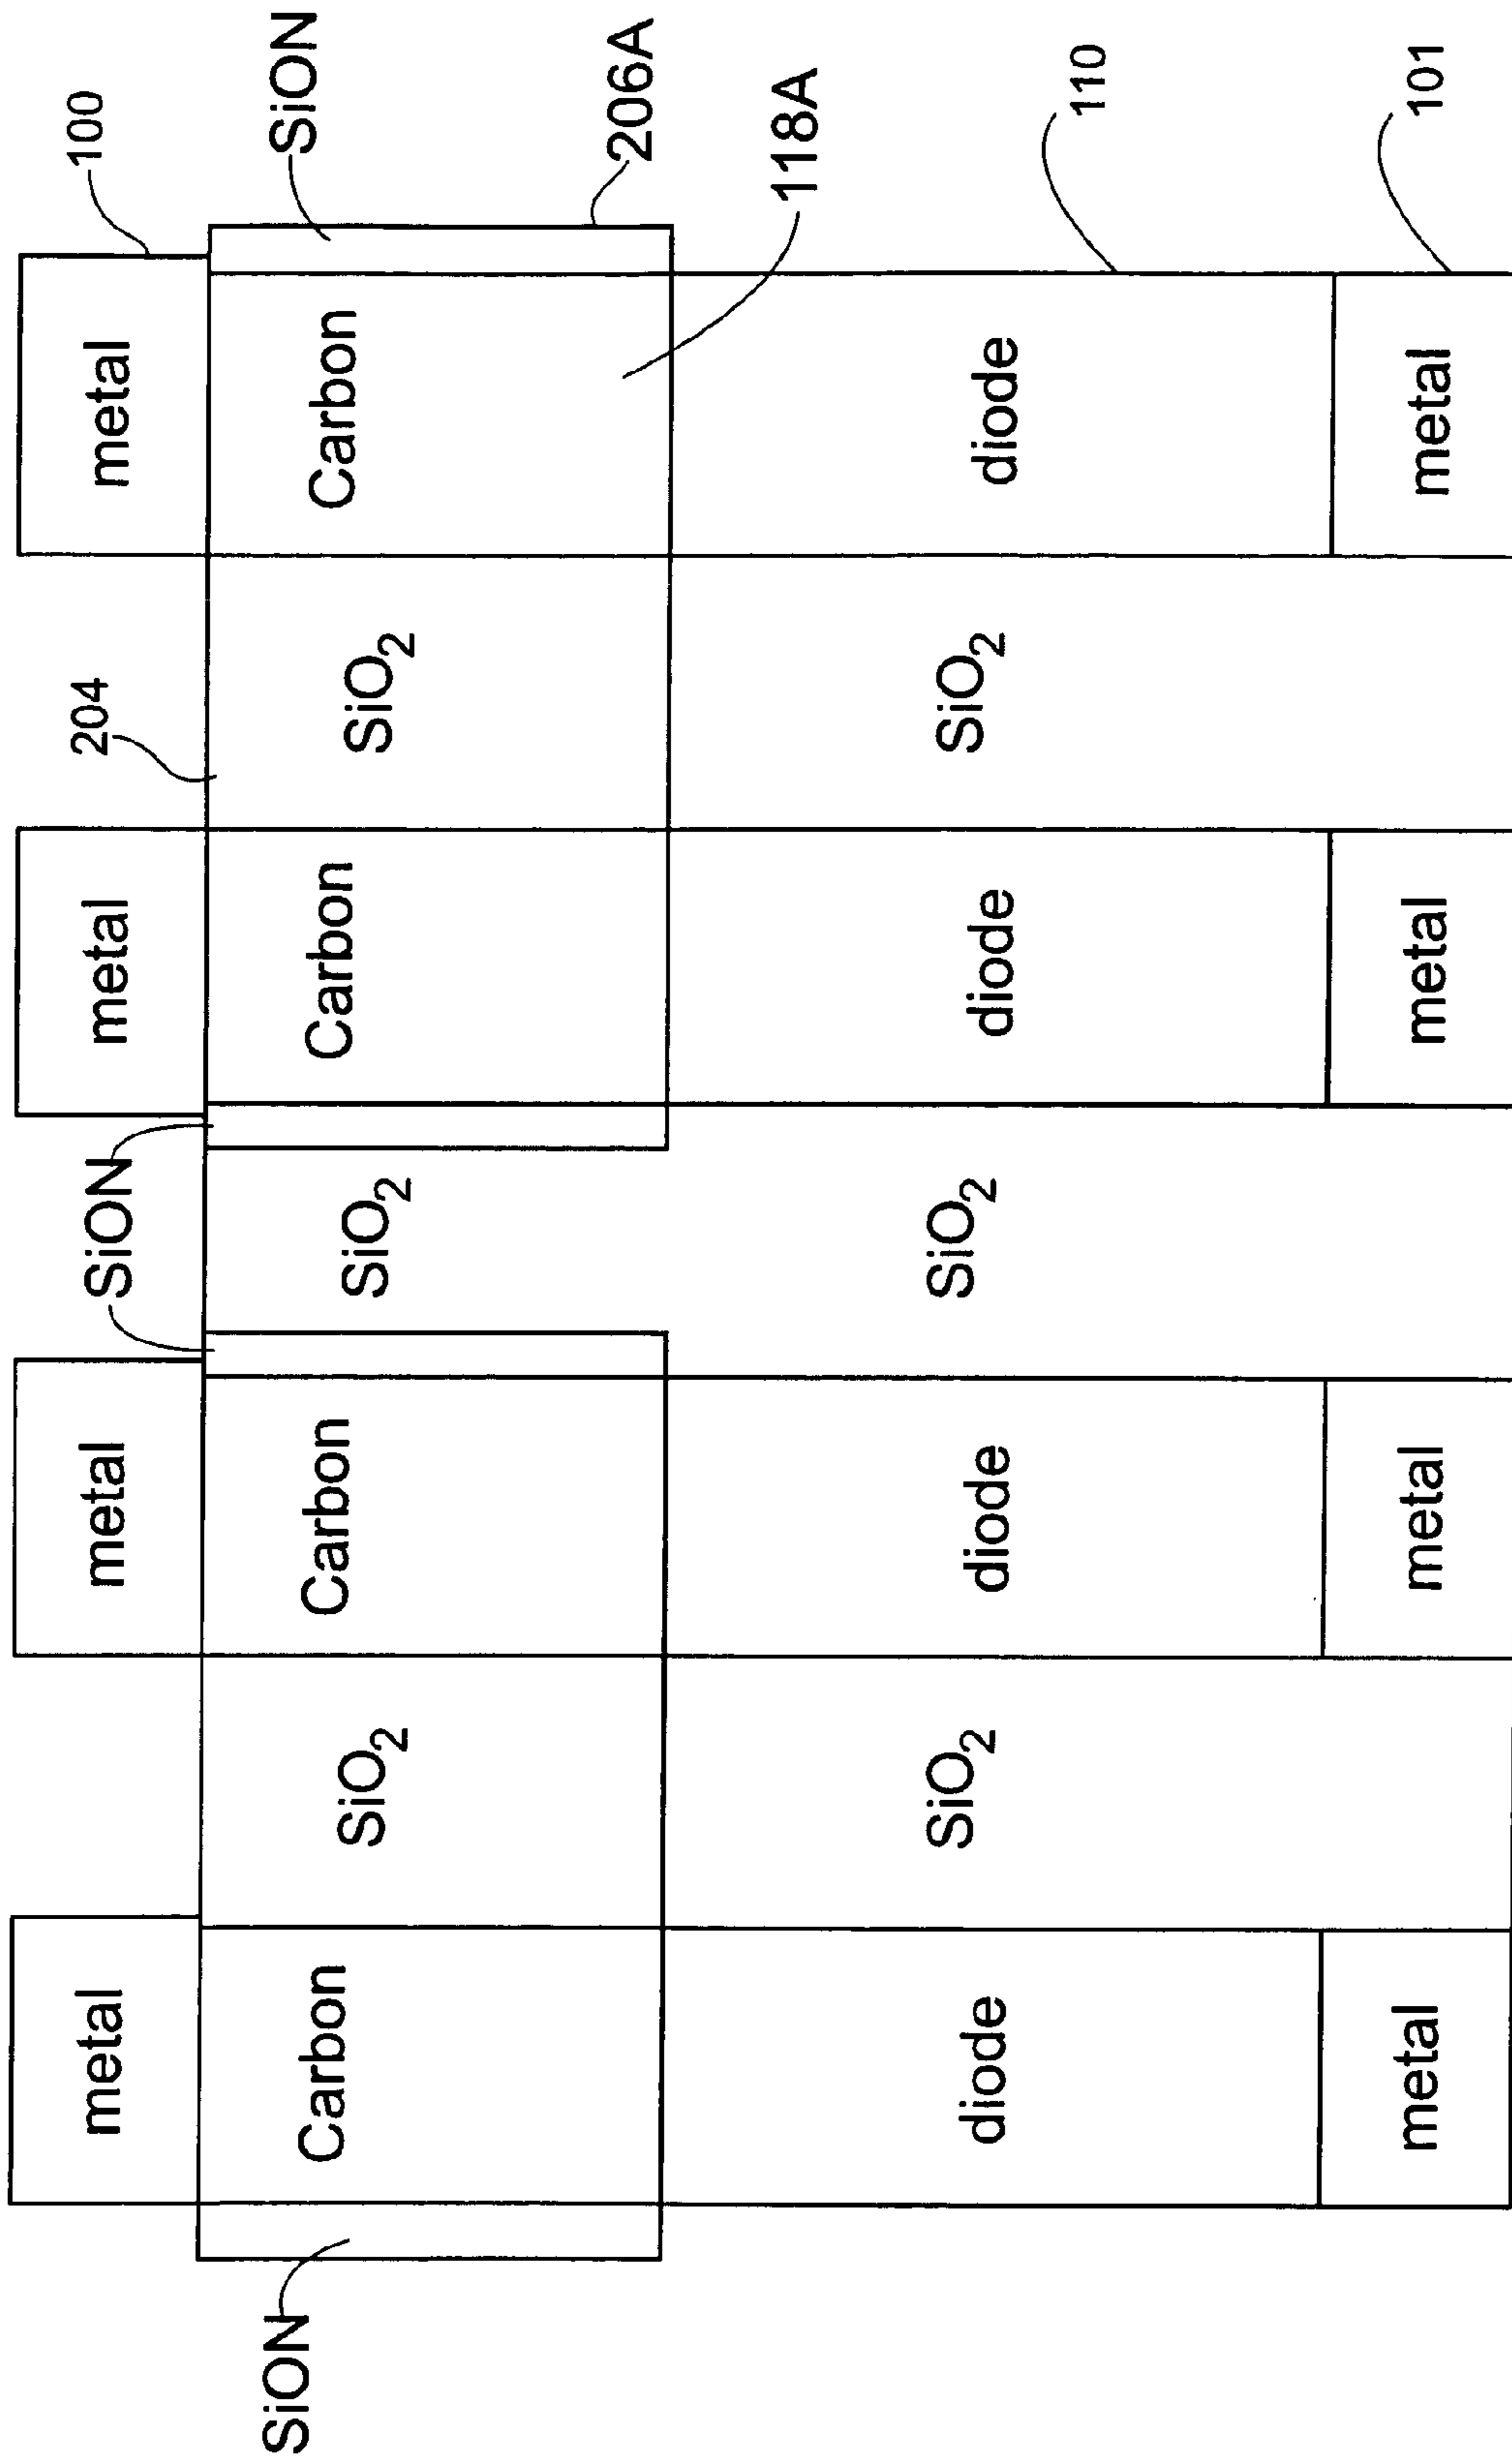 metal metal SiON metal 204 metal 100
SiON SiON
Carbon SiO₂ Carbon SiO₂ Carbon SiO₂ Carbon
206A
118A
diode SiO₂ diode SiO₂ diode SiO₂ diode
110
metal metal metal metal 101